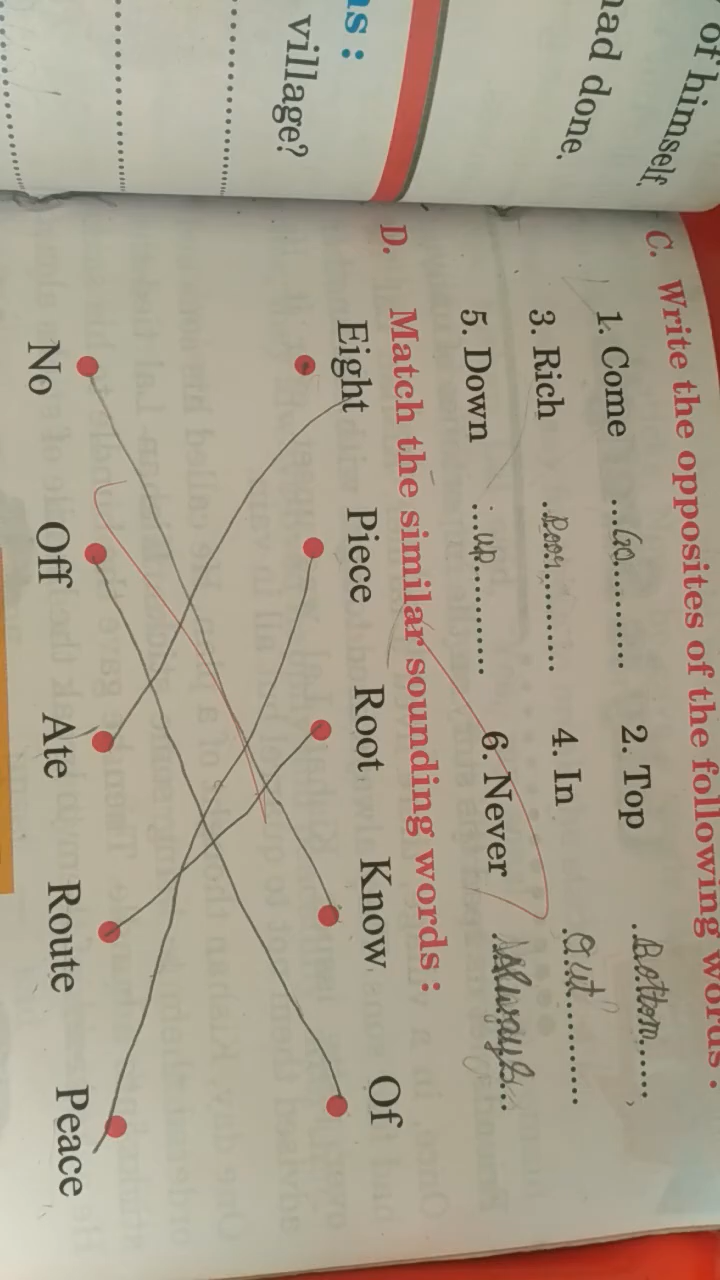 of himself.
had done.
ns :
village?
C. Write the opposites of the following words :
1. Come ...Go............ 2. Top .Bottom......,
3. Rich .Poor........... 4. In .Out...........
5. Down ...up............ 6. Never .Always...
D. Match the similar sounding words :
Eight Piece Root Know Of
No Off Ate Route Peace